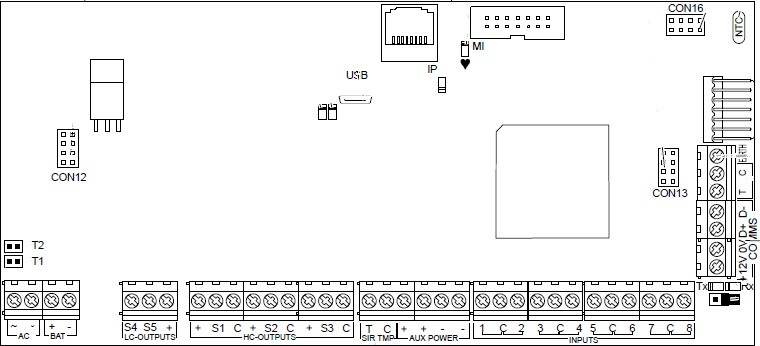 CON16
NTC
MI
IP
USB
CON12
CON13
EARTH
C
T
D-
D+
0V
+12V
COMMS
Tx
Rx
T2
T1
~ - + -
AC BAT
S4 S5 +
LC-OUTPUTS
+ S1 C + S2 C + S3 C
HC-OUTPUTS
T C + + - -
SIR TMP AUX POWER
1 C 2 3 C 4 5 C 6 7 C 8
INPUTS